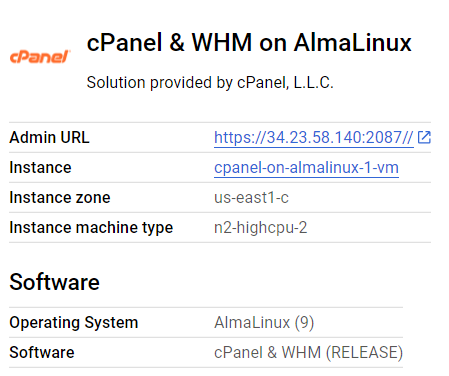 cPanel & WHM on AlmaLinux
cPanel
Solution provided by cPanel, L.L.C.
Admin URL https://34.23.58.140:2087//
Instance cpanel-on-almalinux-1-vm
Instance zone us-east1-c
Instance machine type n2-highcpu-2
Software
Operating System AlmaLinux (9)
Software cPanel & WHM (RELEASE)